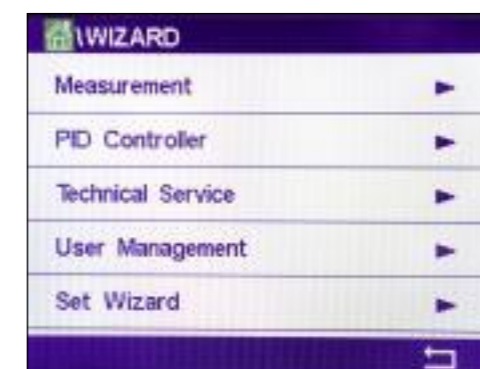 \WIZARD
Measurement
PID Controller
Technical Service
User Management
Set Wizard